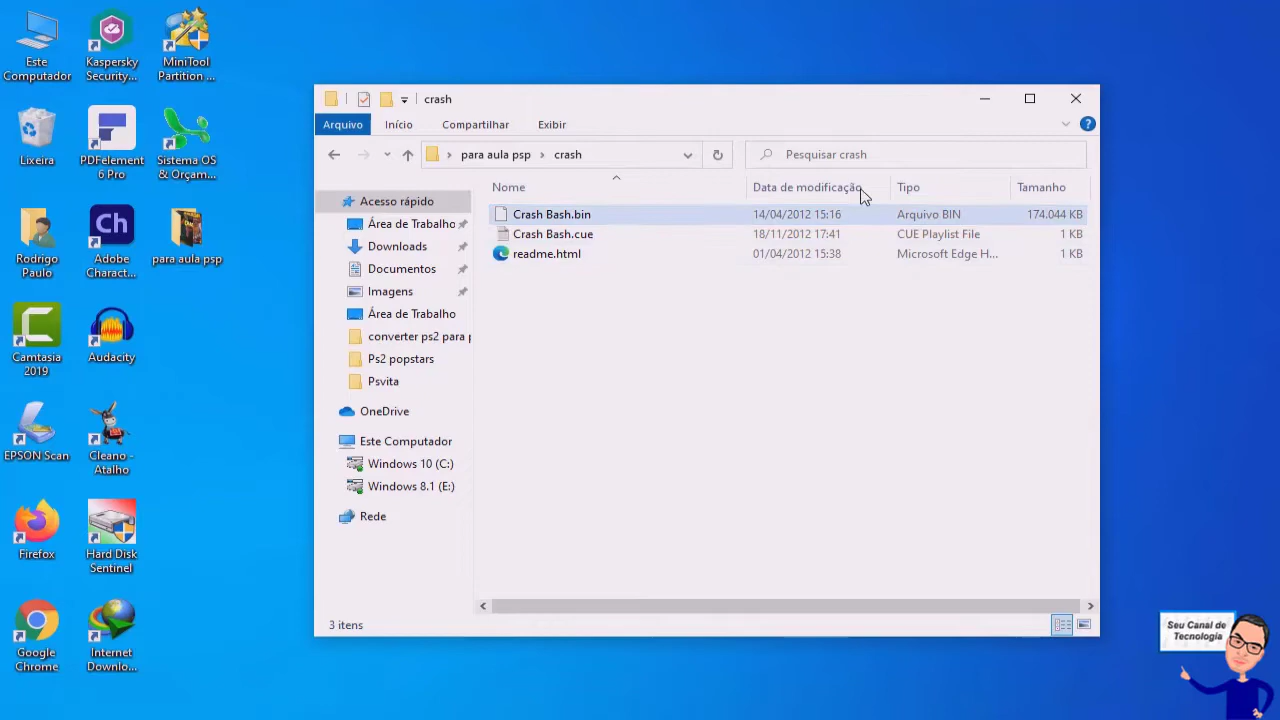 Este
Computador
Kaspersky
Security...
MiniTool
Partition ...
Lixeira
PDFelement
6 Pro
Sistema OS
& Orçam...
Rodrigo
Paulo
Ch
Adobe
Charact...
para aula psp
Camtasia
2019
Audacity
EPSON Scan
Cleano -
Atalho
Firefox
Hard Disk
Sentinel
Google
Chrome
Internet
Downlo...
crash
Arquivo Início Compartilhar Exibir
para aula psp crash Pesquisar crash
Nome Data de modificação Tipo Tamanho
Crash Bash.bin 14/04/2012 15:16 Arquivo BIN 174.044 KB
Crash Bash.cue 18/11/2012 17:41 CUE Playlist File 1 KB
readme.html 01/04/2012 15:38 Microsoft Edge H... 1 KB
Acesso rápido
Área de Trabalho
Downloads
Documentos
Imagens
Área de Trabalho
converter ps2 para p
Ps2 popstars
Psvita
OneDrive
Este Computador
Windows 10 (C:)
Windows 8.1 (E:)
Rede
3 itens
Seu Canal de
Tecnologia